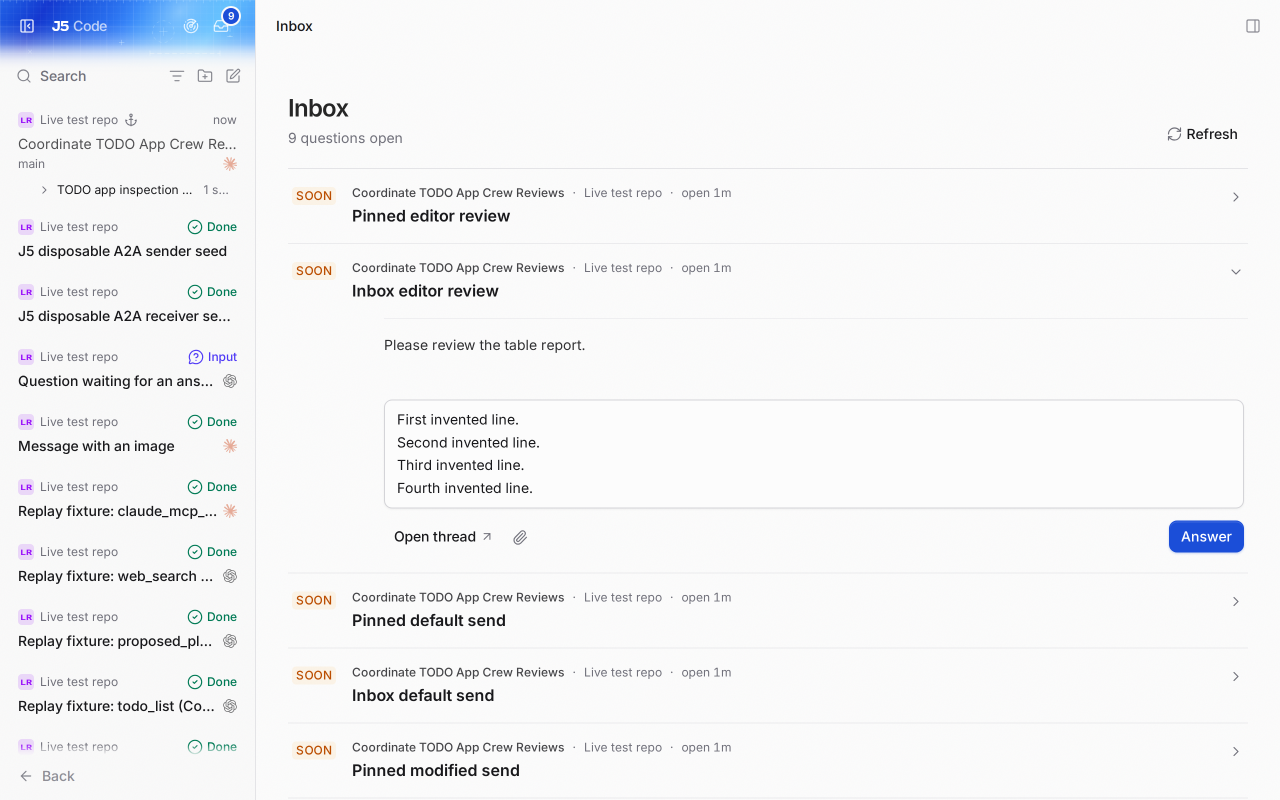 J5 Code
9
Search
LR Live test repo now
Coordinate TODO App Crew Re...
main
TODO app inspection ... 1 s...
LR Live test repo Done
J5 disposable A2A sender seed
LR Live test repo Done
J5 disposable A2A receiver se...
LR Live test repo Input
Question waiting for an ans...
LR Live test repo Done
Message with an image
LR Live test repo Done
Replay fixture: claude_mcp_...
LR Live test repo Done
Replay fixture: web_search ...
LR Live test repo Done
Replay fixture: proposed_pl...
LR Live test repo Done
Replay fixture: todo_list (Co...
LR Live test repo Done
Back
Inbox
Inbox
9 questions open
Refresh
SOON Coordinate TODO App Crew Reviews · Live test repo · open 1m
Pinned editor review
SOON Coordinate TODO App Crew Reviews · Live test repo · open 1m
Inbox editor review
Please review the table report.
First invented line.
Second invented line.
Third invented line.
Fourth invented line.
Open thread
Answer
SOON Coordinate TODO App Crew Reviews · Live test repo · open 1m
Pinned default send
SOON Coordinate TODO App Crew Reviews · Live test repo · open 1m
Inbox default send
SOON Coordinate TODO App Crew Reviews · Live test repo · open 1m
Pinned modified send